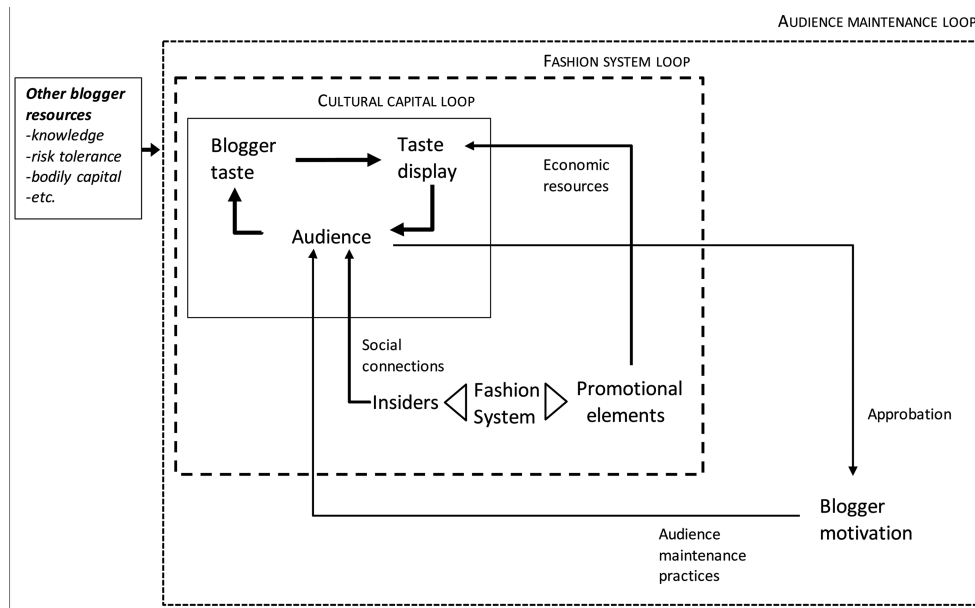 AUDIENCE MAINTENANCE LOOP
FASHION SYSTEM LOOP
CULTURAL CAPITAL LOOP
Other blogger
resources
-knowledge
-risk tolerance
-bodily capital
-etc.
Blogger
taste
Taste
display
Audience
Economic
resources
Social
connections
Insiders
Fashion
System
Promotional
elements
Approbation
Blogger
motivation
Audience
maintenance
practices